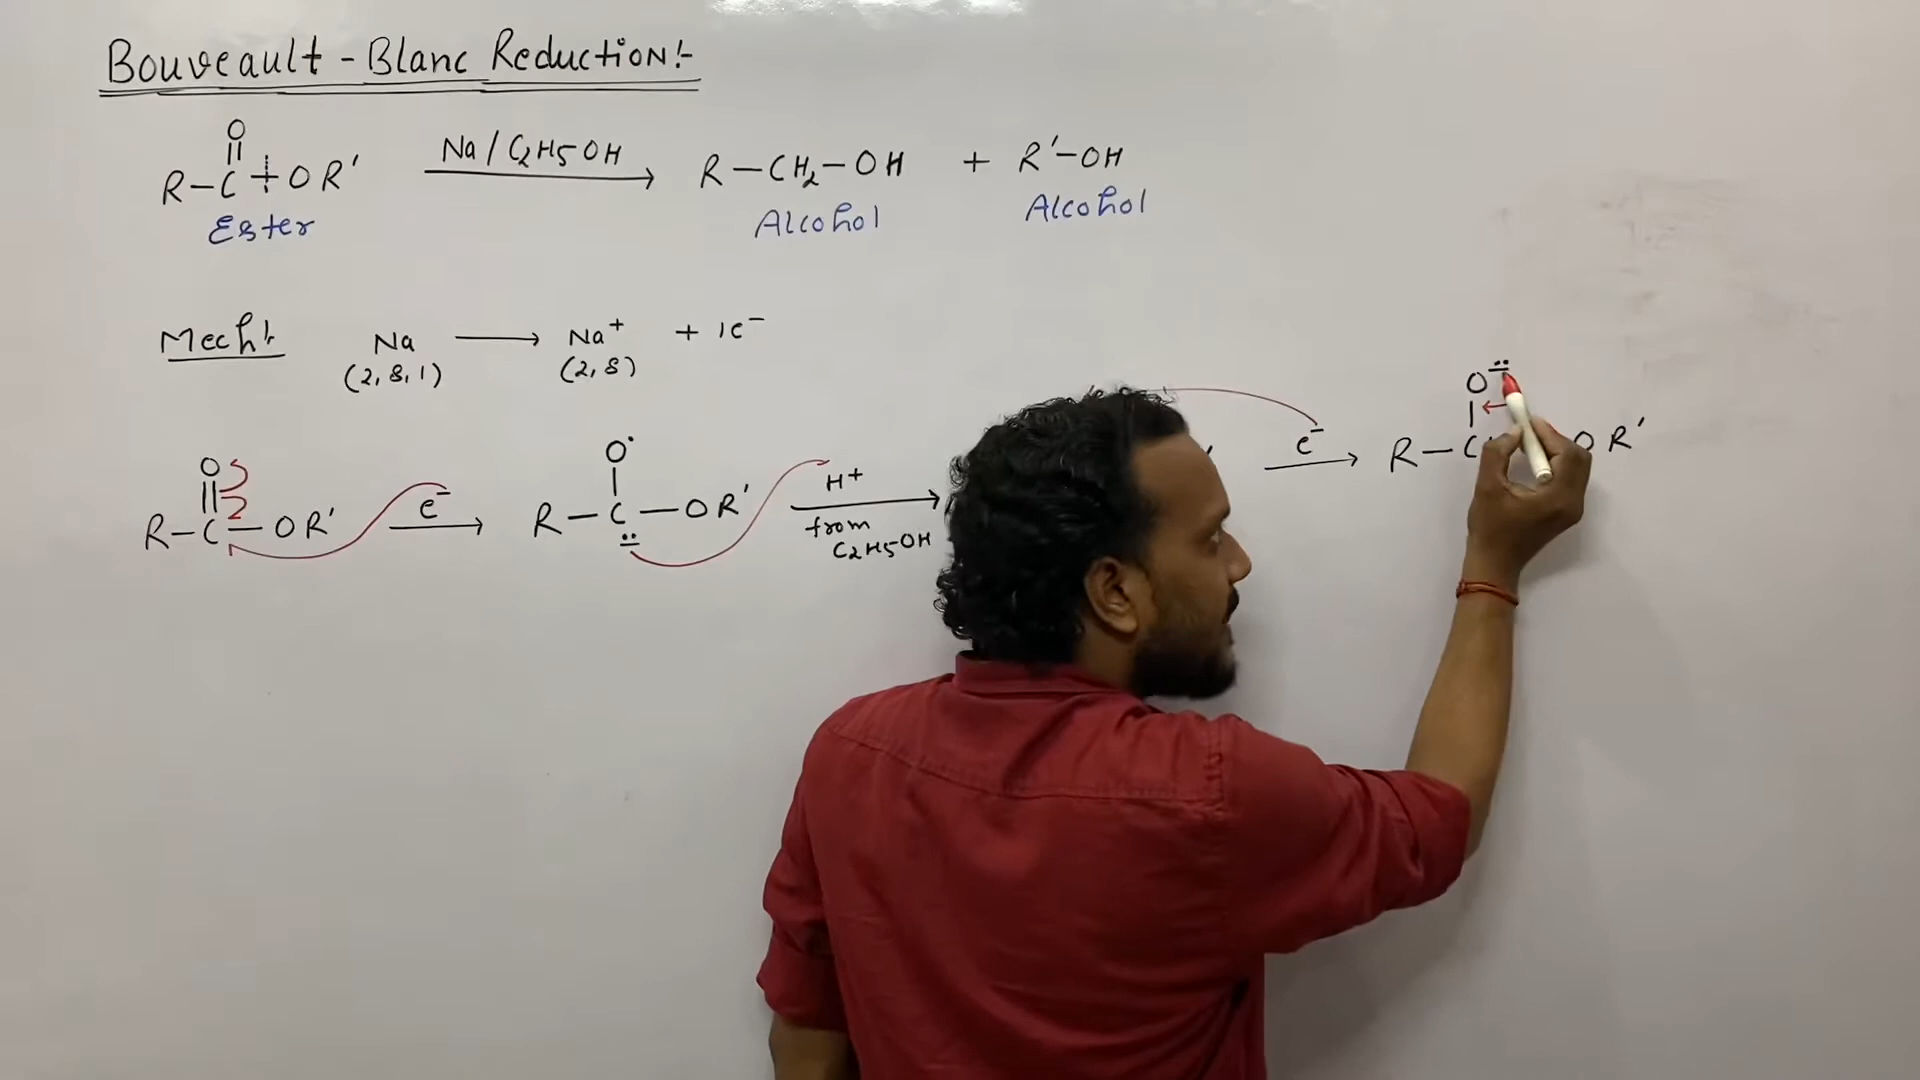 Bouveault - Blanc Reduction:-
O
R-C+OR' Na/C2H5OH R-CH2-OH + R'-OH
Ester Alcohol Alcohol
Mech: Na → Na+ + 1e-
(2,8,1) (2,8)
O O· H+ e- O-
R-C-OR' e- R-C-OR' from C2H5OH R-C OR'